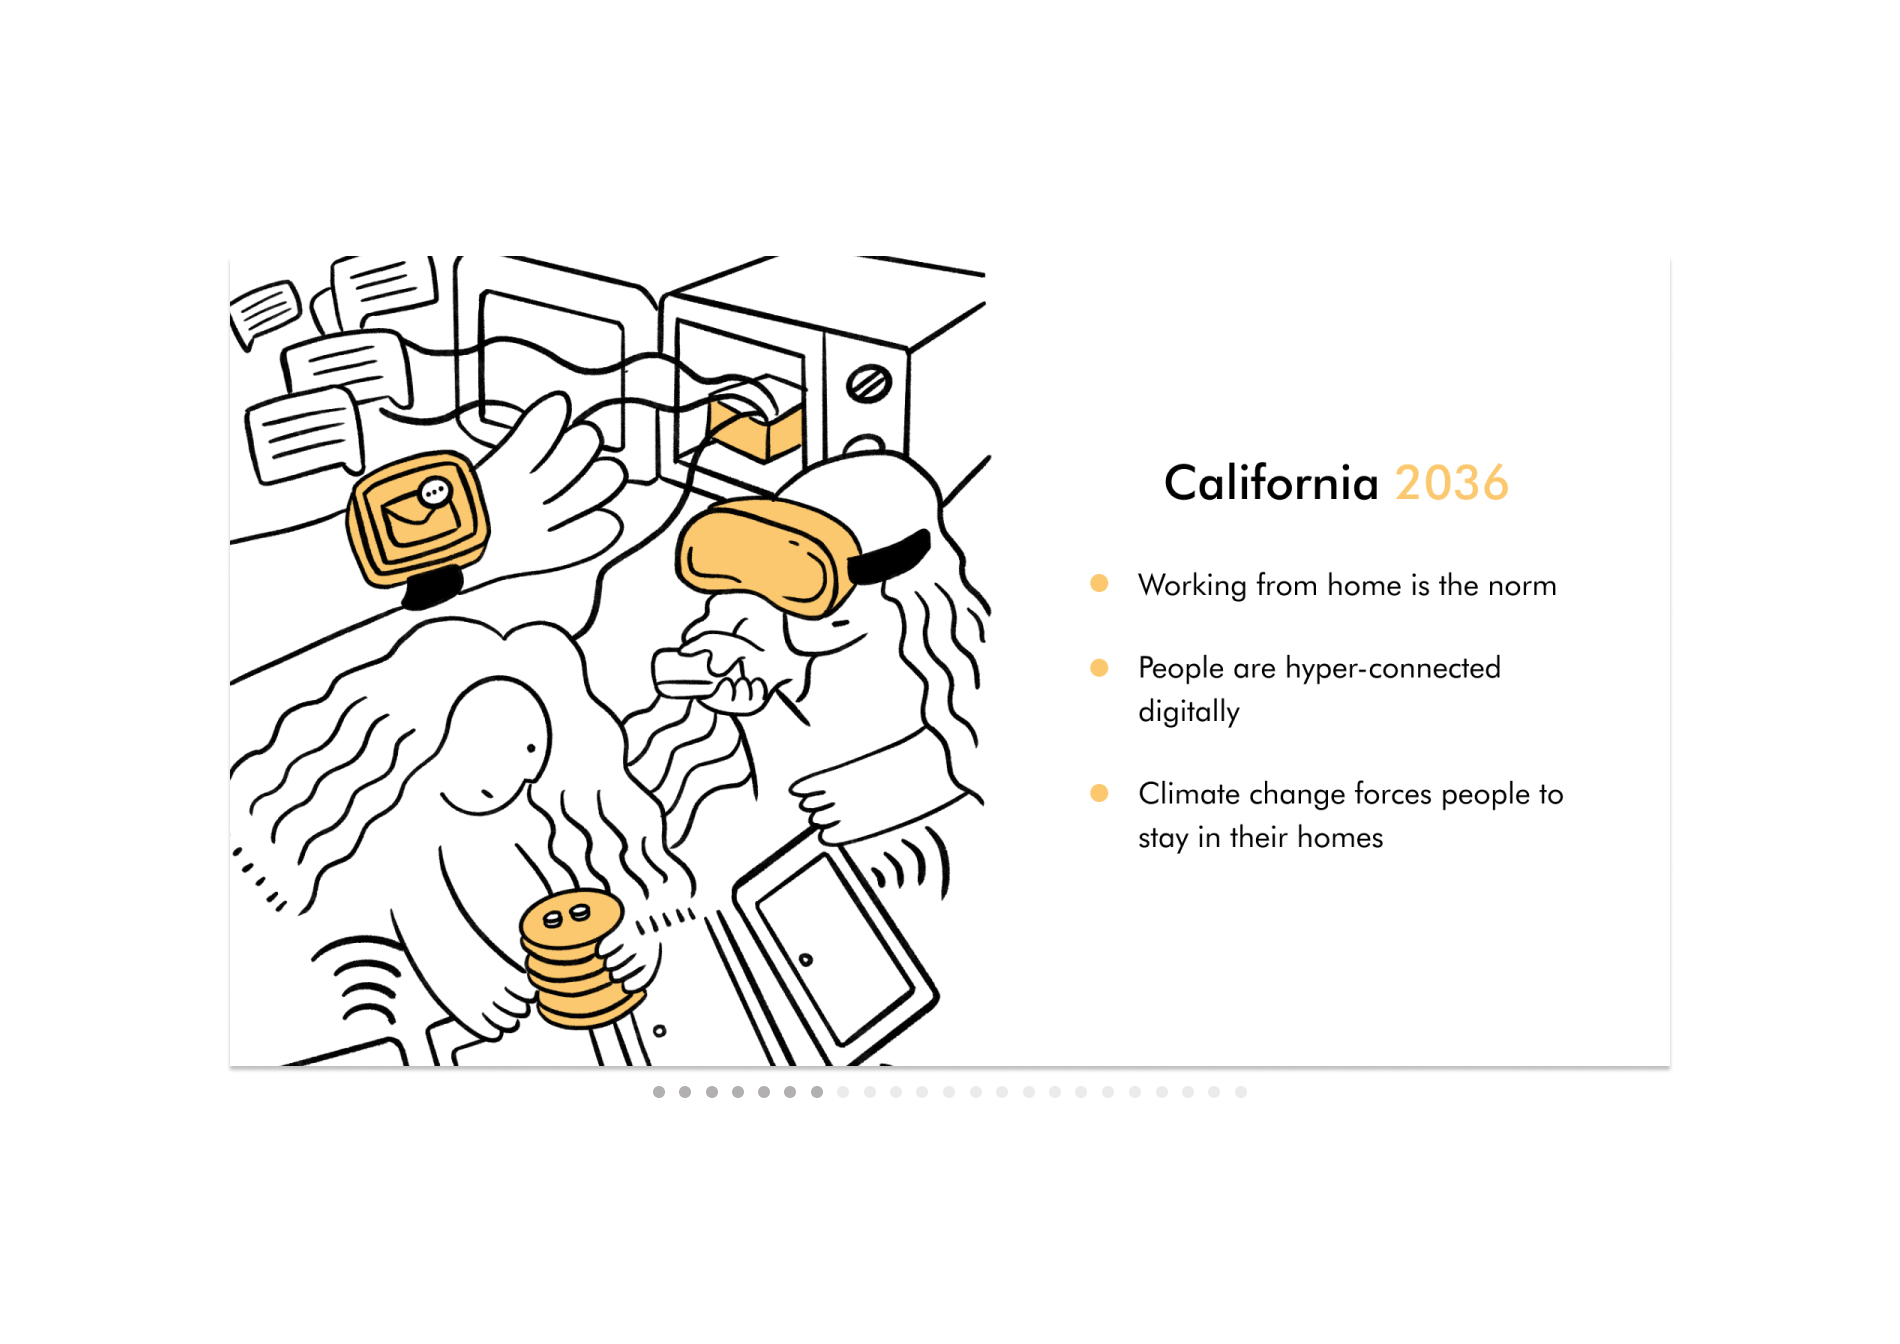 California 2036
Working from home is the norm
People are hyper-connected
digitally
Climate change forces people to
stay in their homes